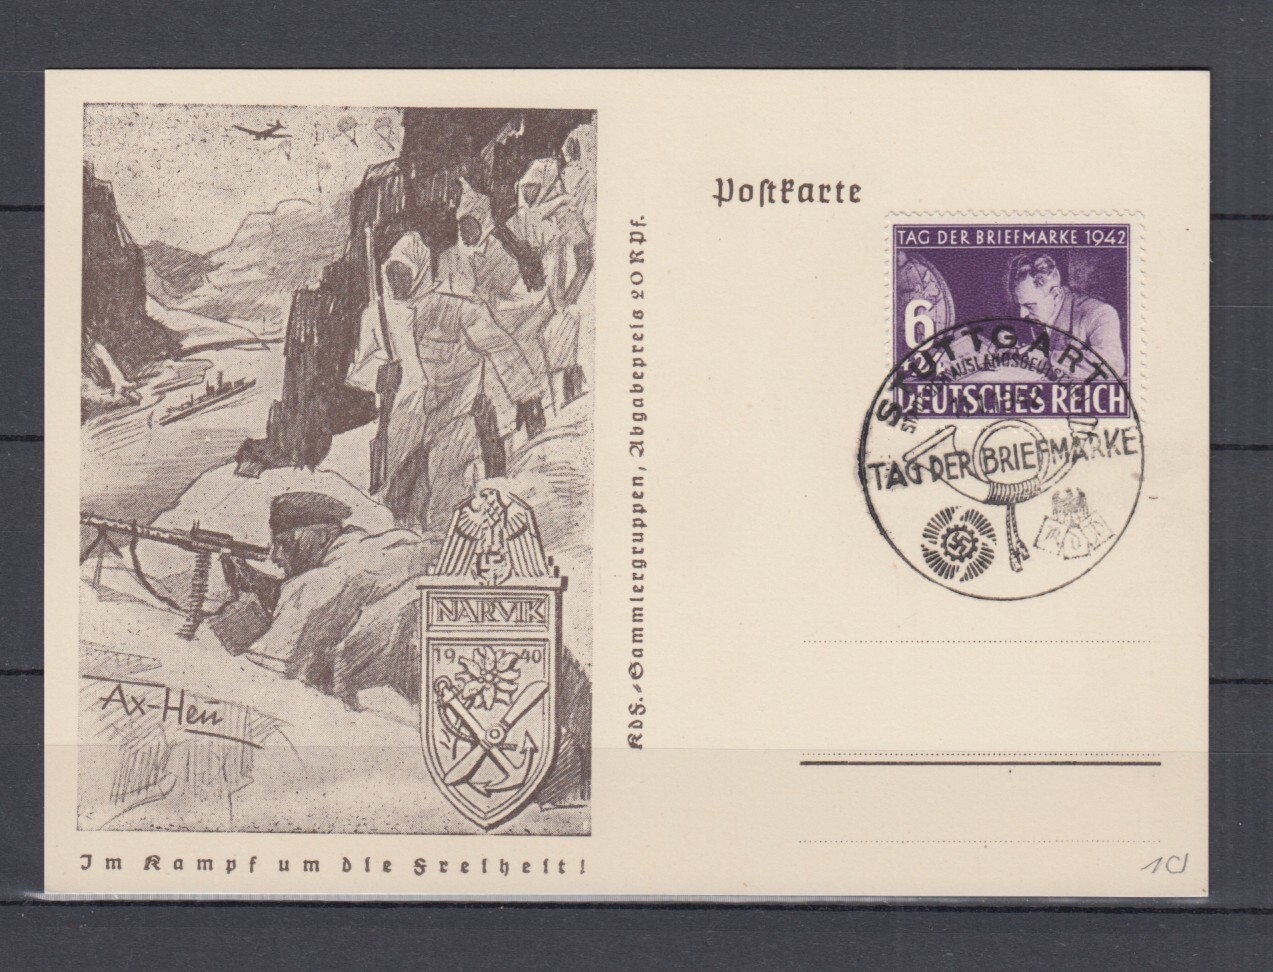 Postkarte
TAG DER BRIEFMARKE 1942
6
DEUTSCHES REICH
STUTTGART
TAG DER BRIEFMARKE
KdF.-Sammlergruppen, Abgabepreis 20 Rpf.
NARVIK
19 40
Ax-Heu
Im Kampf um die Freiheit!